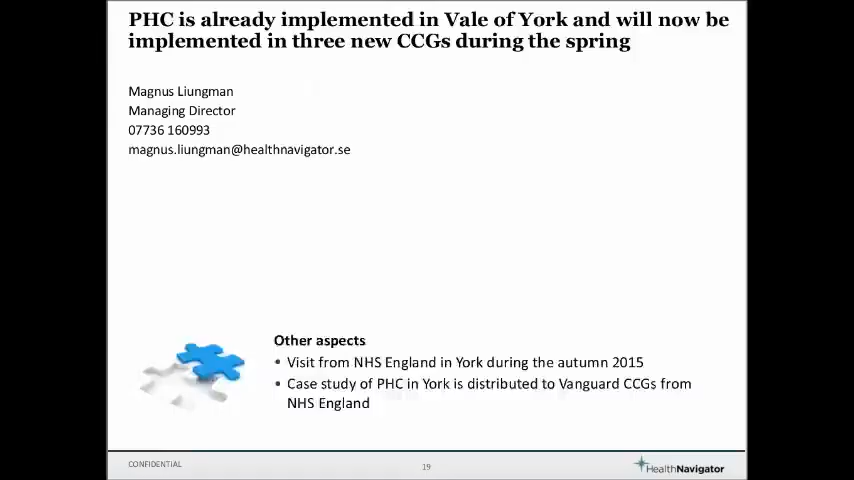 PHC is already implemented in Vale of York and will now be
implemented in three new CCGs during the spring
Magnus Liungman
Managing Director
07736 160993
magnus.liungman@healthnavigator.se
Other aspects
• Visit from NHS England in York during the autumn 2015
• Case study of PHC in York is distributed to Vanguard CCGs from
NHS England
CONFIDENTIAL
19
HealthNavigator